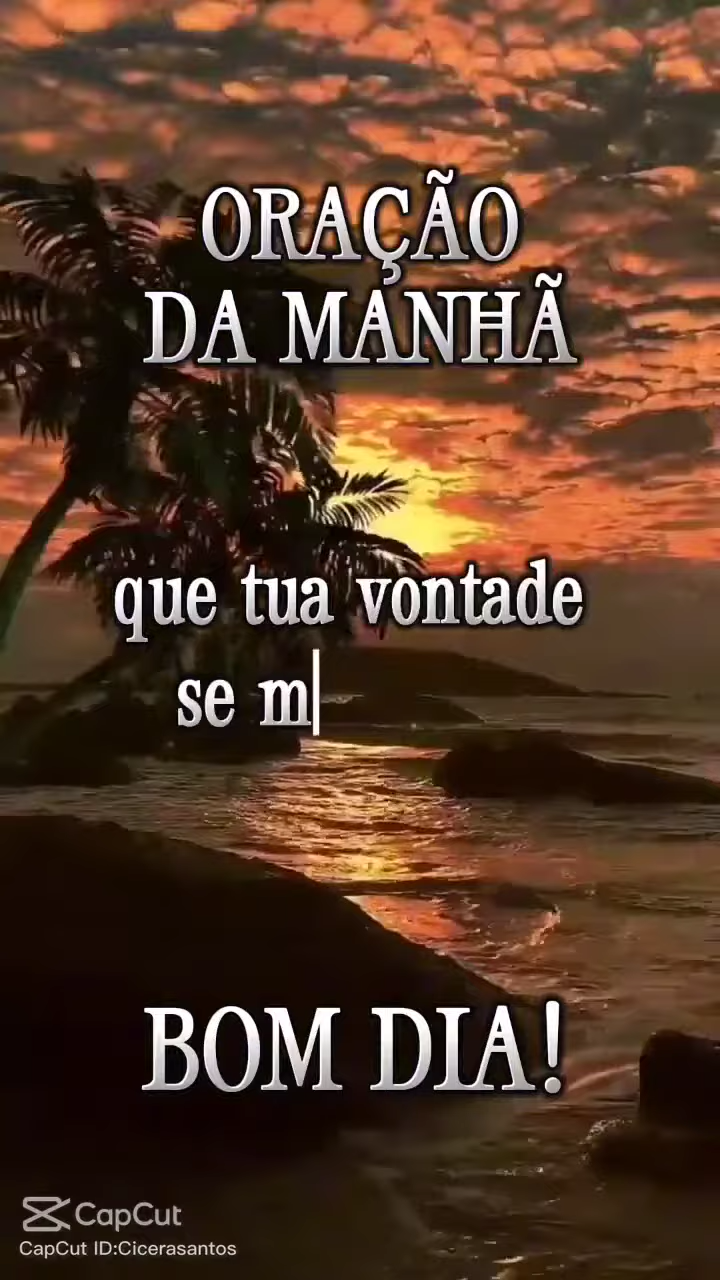 ORAÇÃO
DA MANHÃ
que tua vontade
se m
BOM DIA!
CapCut
CapCut ID:Cicerasantos